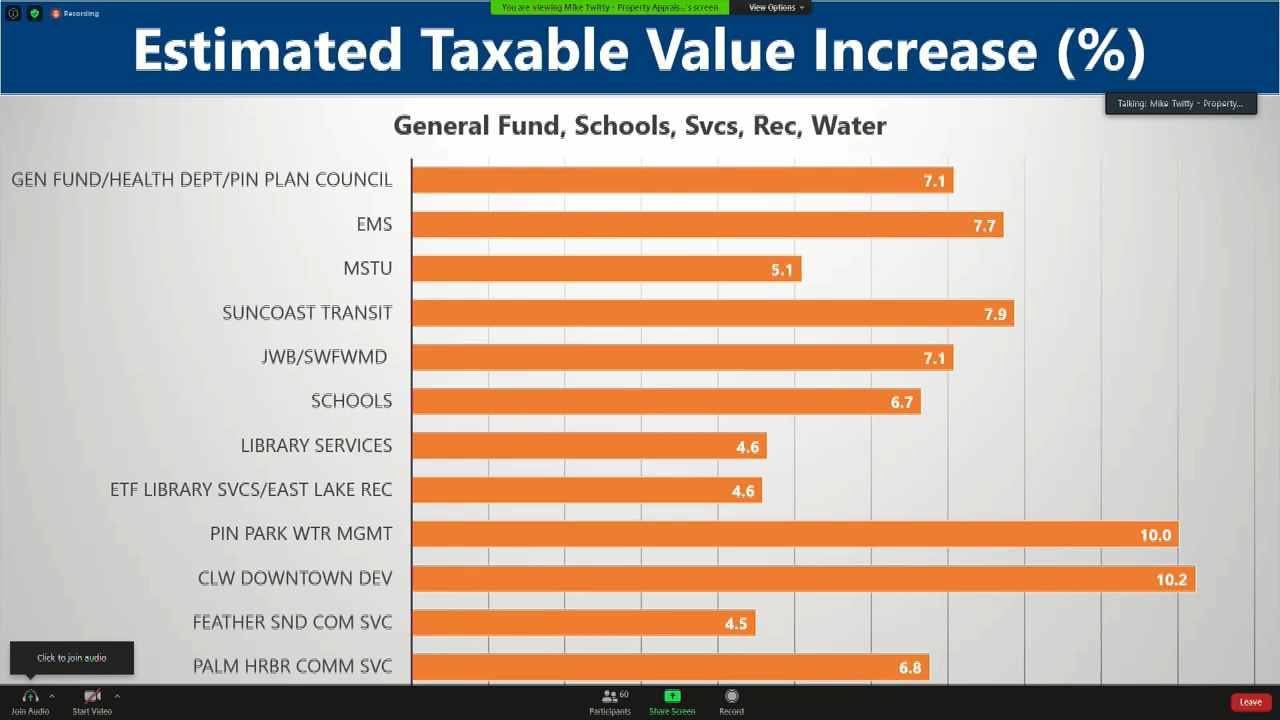 Recording
You are viewing Mike Twitty - Property Apprais...'s screen
View Options
Estimated Taxable Value Increase (%)
Talking: Mike Twitty - Property...
General Fund, Schools, Svcs, Rec, Water
GEN FUND/HEALTH DEPT/PIN PLAN COUNCIL 7.1
EMS 7.7
MSTU 5.1
SUNCOAST TRANSIT 7.9
JWB/SWFWMD 7.1
SCHOOLS 6.7
LIBRARY SERVICES 4.6
ETF LIBRARY SVCS/EAST LAKE REC 4.6
PIN PARK WTR MGMT 10.0
CLW DOWNTOWN DEV 10.2
FEATHER SND COM SVC 4.5
PALM HRBR COMM SVC 6.8
Click to join audio
Join Audio
Start Video
60
Participants
Share Screen
Record
Leave